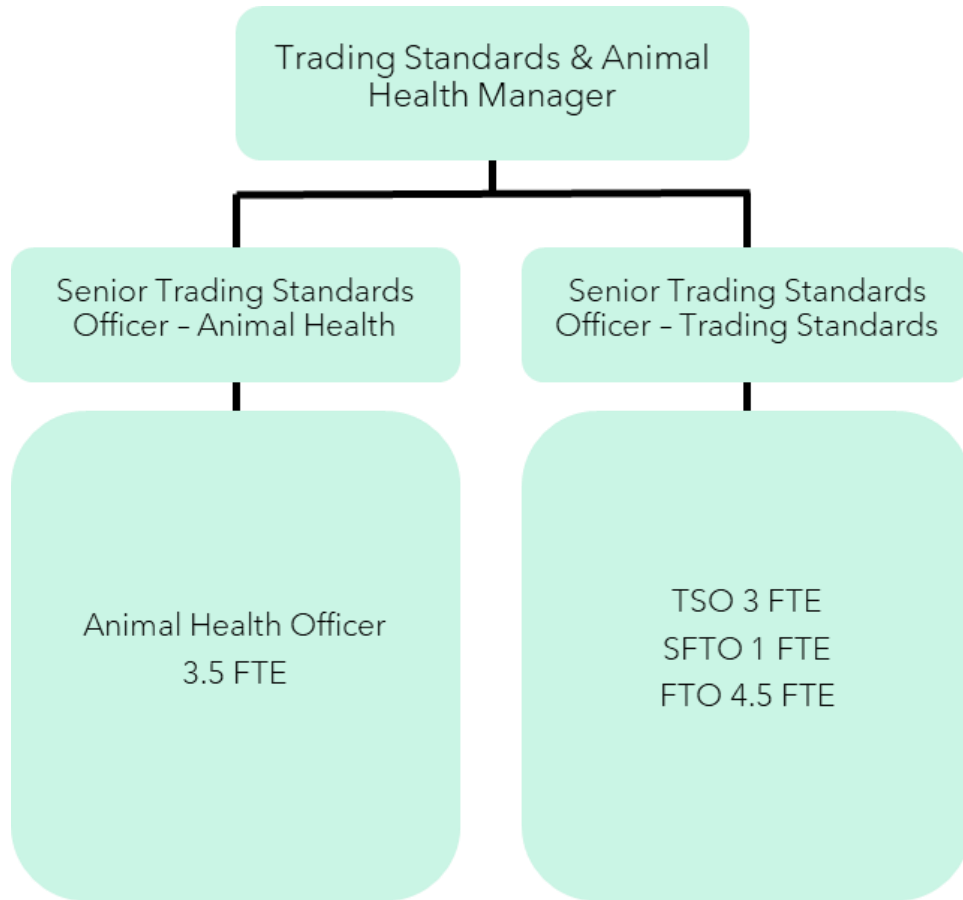 Trading Standards & Animal
Health Manager
Senior Trading Standards
Officer – Animal Health
Senior Trading Standards
Officer – Trading Standards
Animal Health Officer
3.5 FTE
TSO 3 FTE
SFTO 1 FTE
FTO 4.5 FTE